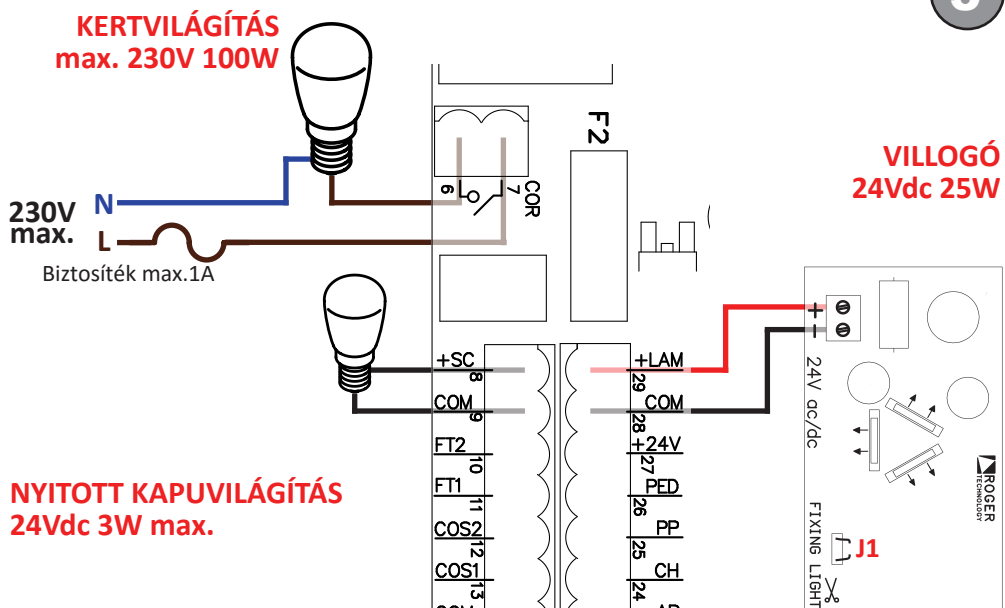 KERTVILÁGÍTÁS
max. 230V 100W
F2
VILLOGÓ
24Vdc 25W
6
7
COR
230V
max.
N
L
Biztosíték max.1A
+SC
8
COM
9
FT2
10
FT1
11
COS2
12
COS1
13
+LAM
29
COM
28
+24V
27
PED
26
PP
25
CH
24
AP
+
-
24V ac/dc
ROGER
TECHNOLOGY
FIXING LIGHT
J1
NYITOTT KAPUVILÁGÍTÁS
24Vdc 3W max.